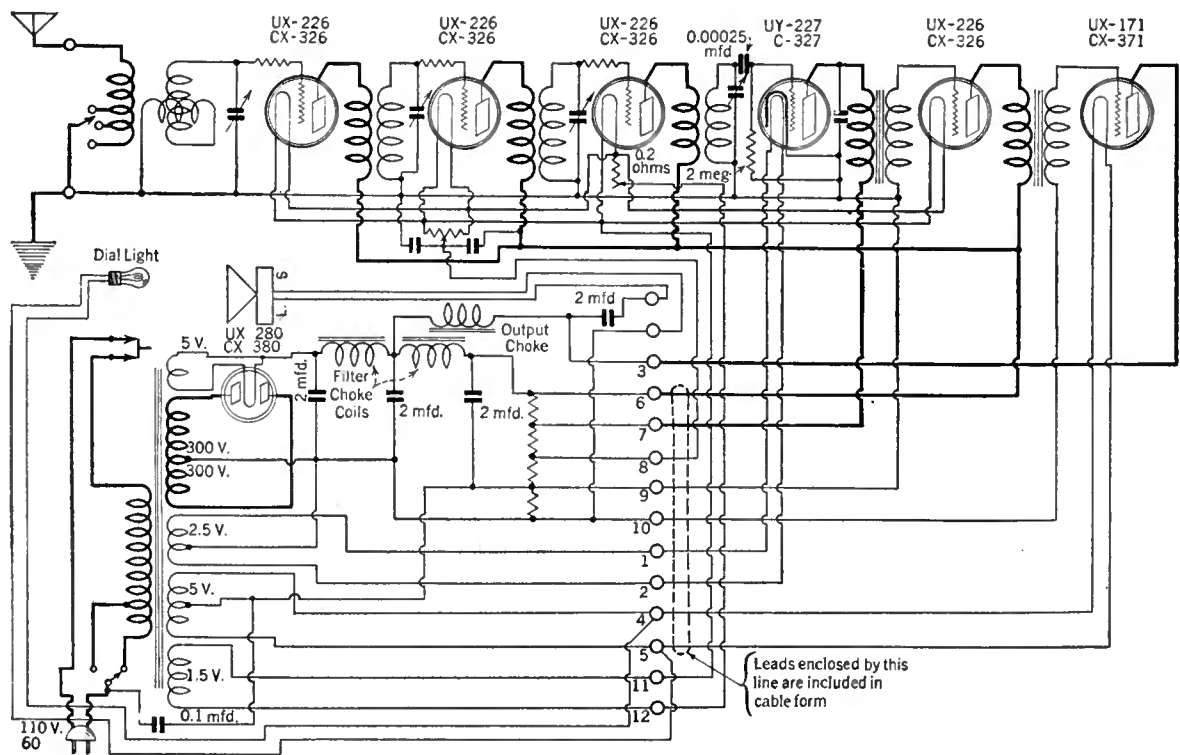 UX-226
CX-326
UX-226
CX-326
UX-226
CX-326
0.00025
mfd
UY-227
C-327
UX-226
CX-326
UX-171
CX-371
0.2
ohms
2 meg.
Dial Light
5 V.
UX 280
CX 380
2 mfd.
Filter
Choke
Coils
2 mfd.
2 mfd.
Output
Choke
2 mfd
3
6
7
8
9
10
1
2
4
5
11
12
300 V.
300 V.
2.5 V.
5 V.
1.5 V.
0.1 mfd.
110 V.
60
Leads enclosed by this
line are included in
cable form